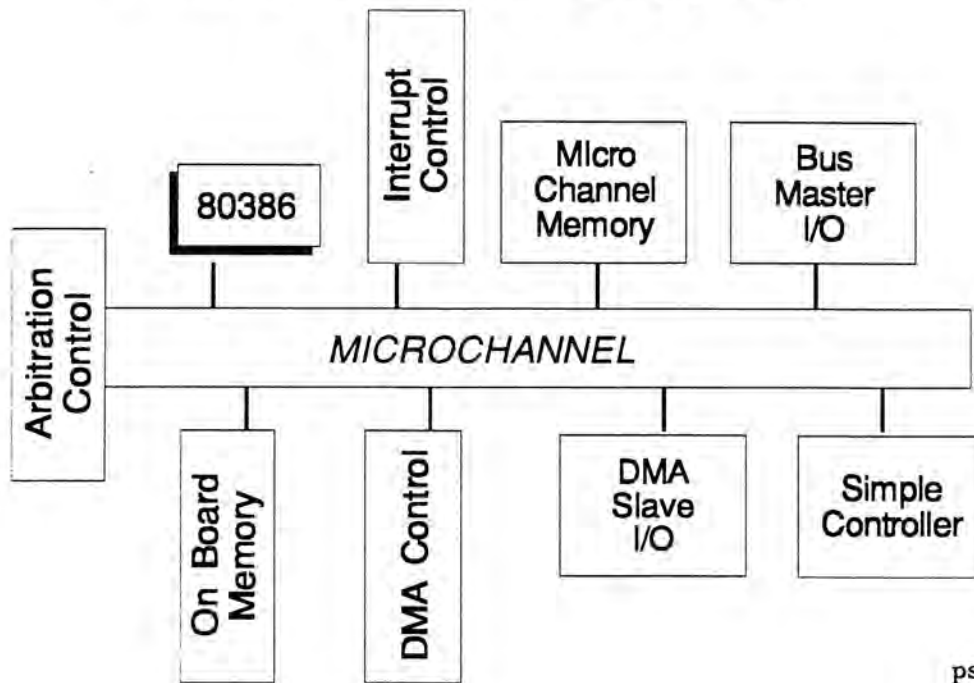 Interrupt
Control
80386
MIcro
Channel
Memory
Bus
Master
I/O
Arbitration
Control
MICROCHANNEL
On Board
Memory
DMA Control
DMA
Slave
I/O
Simple
Controller
ps